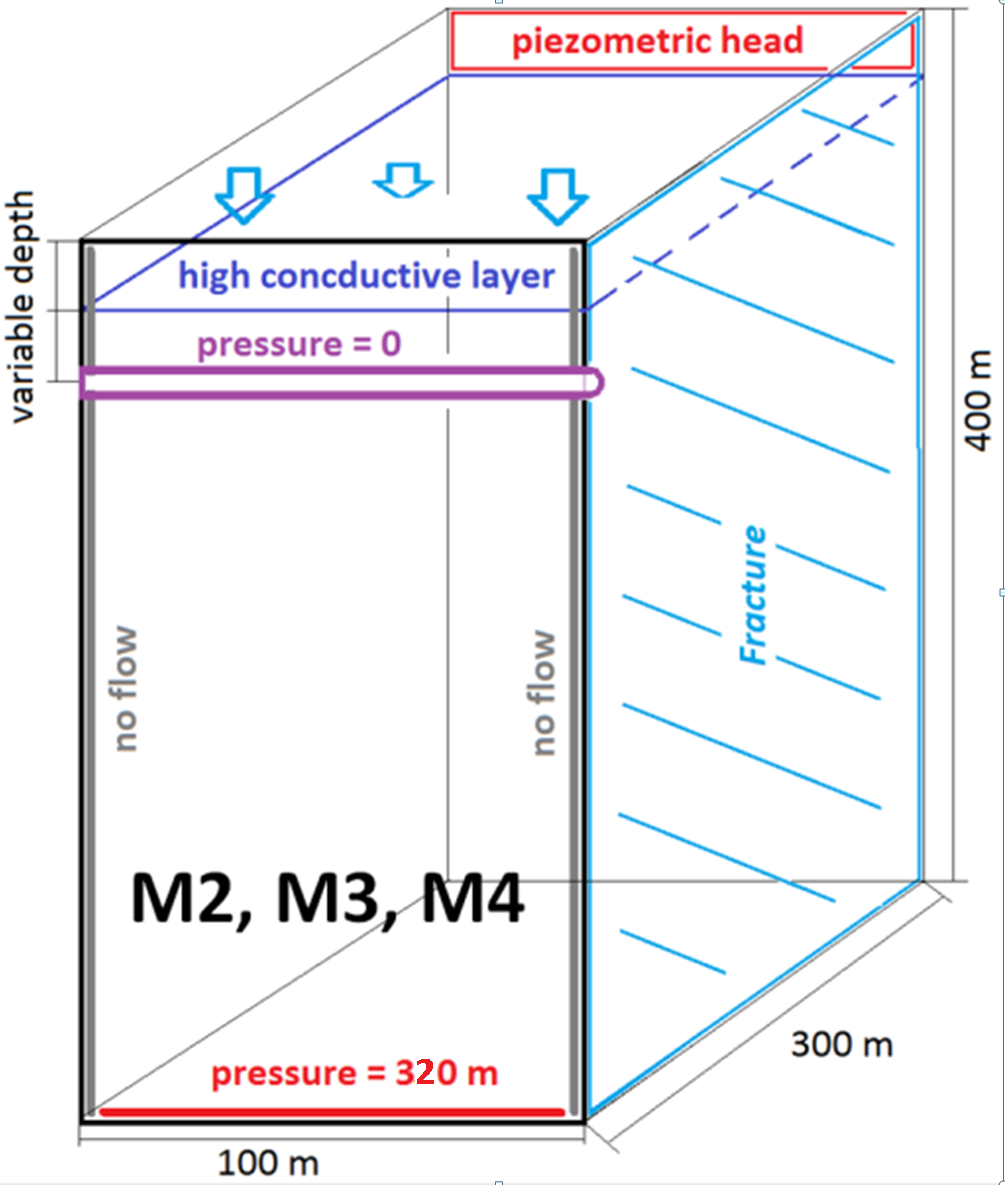 piezometric head
variable depth
high concductive layer
pressure = 0
400 m
Fracture
no flow
no flow
M2, M3, M4
300 m
pressure = 320 m
100 m